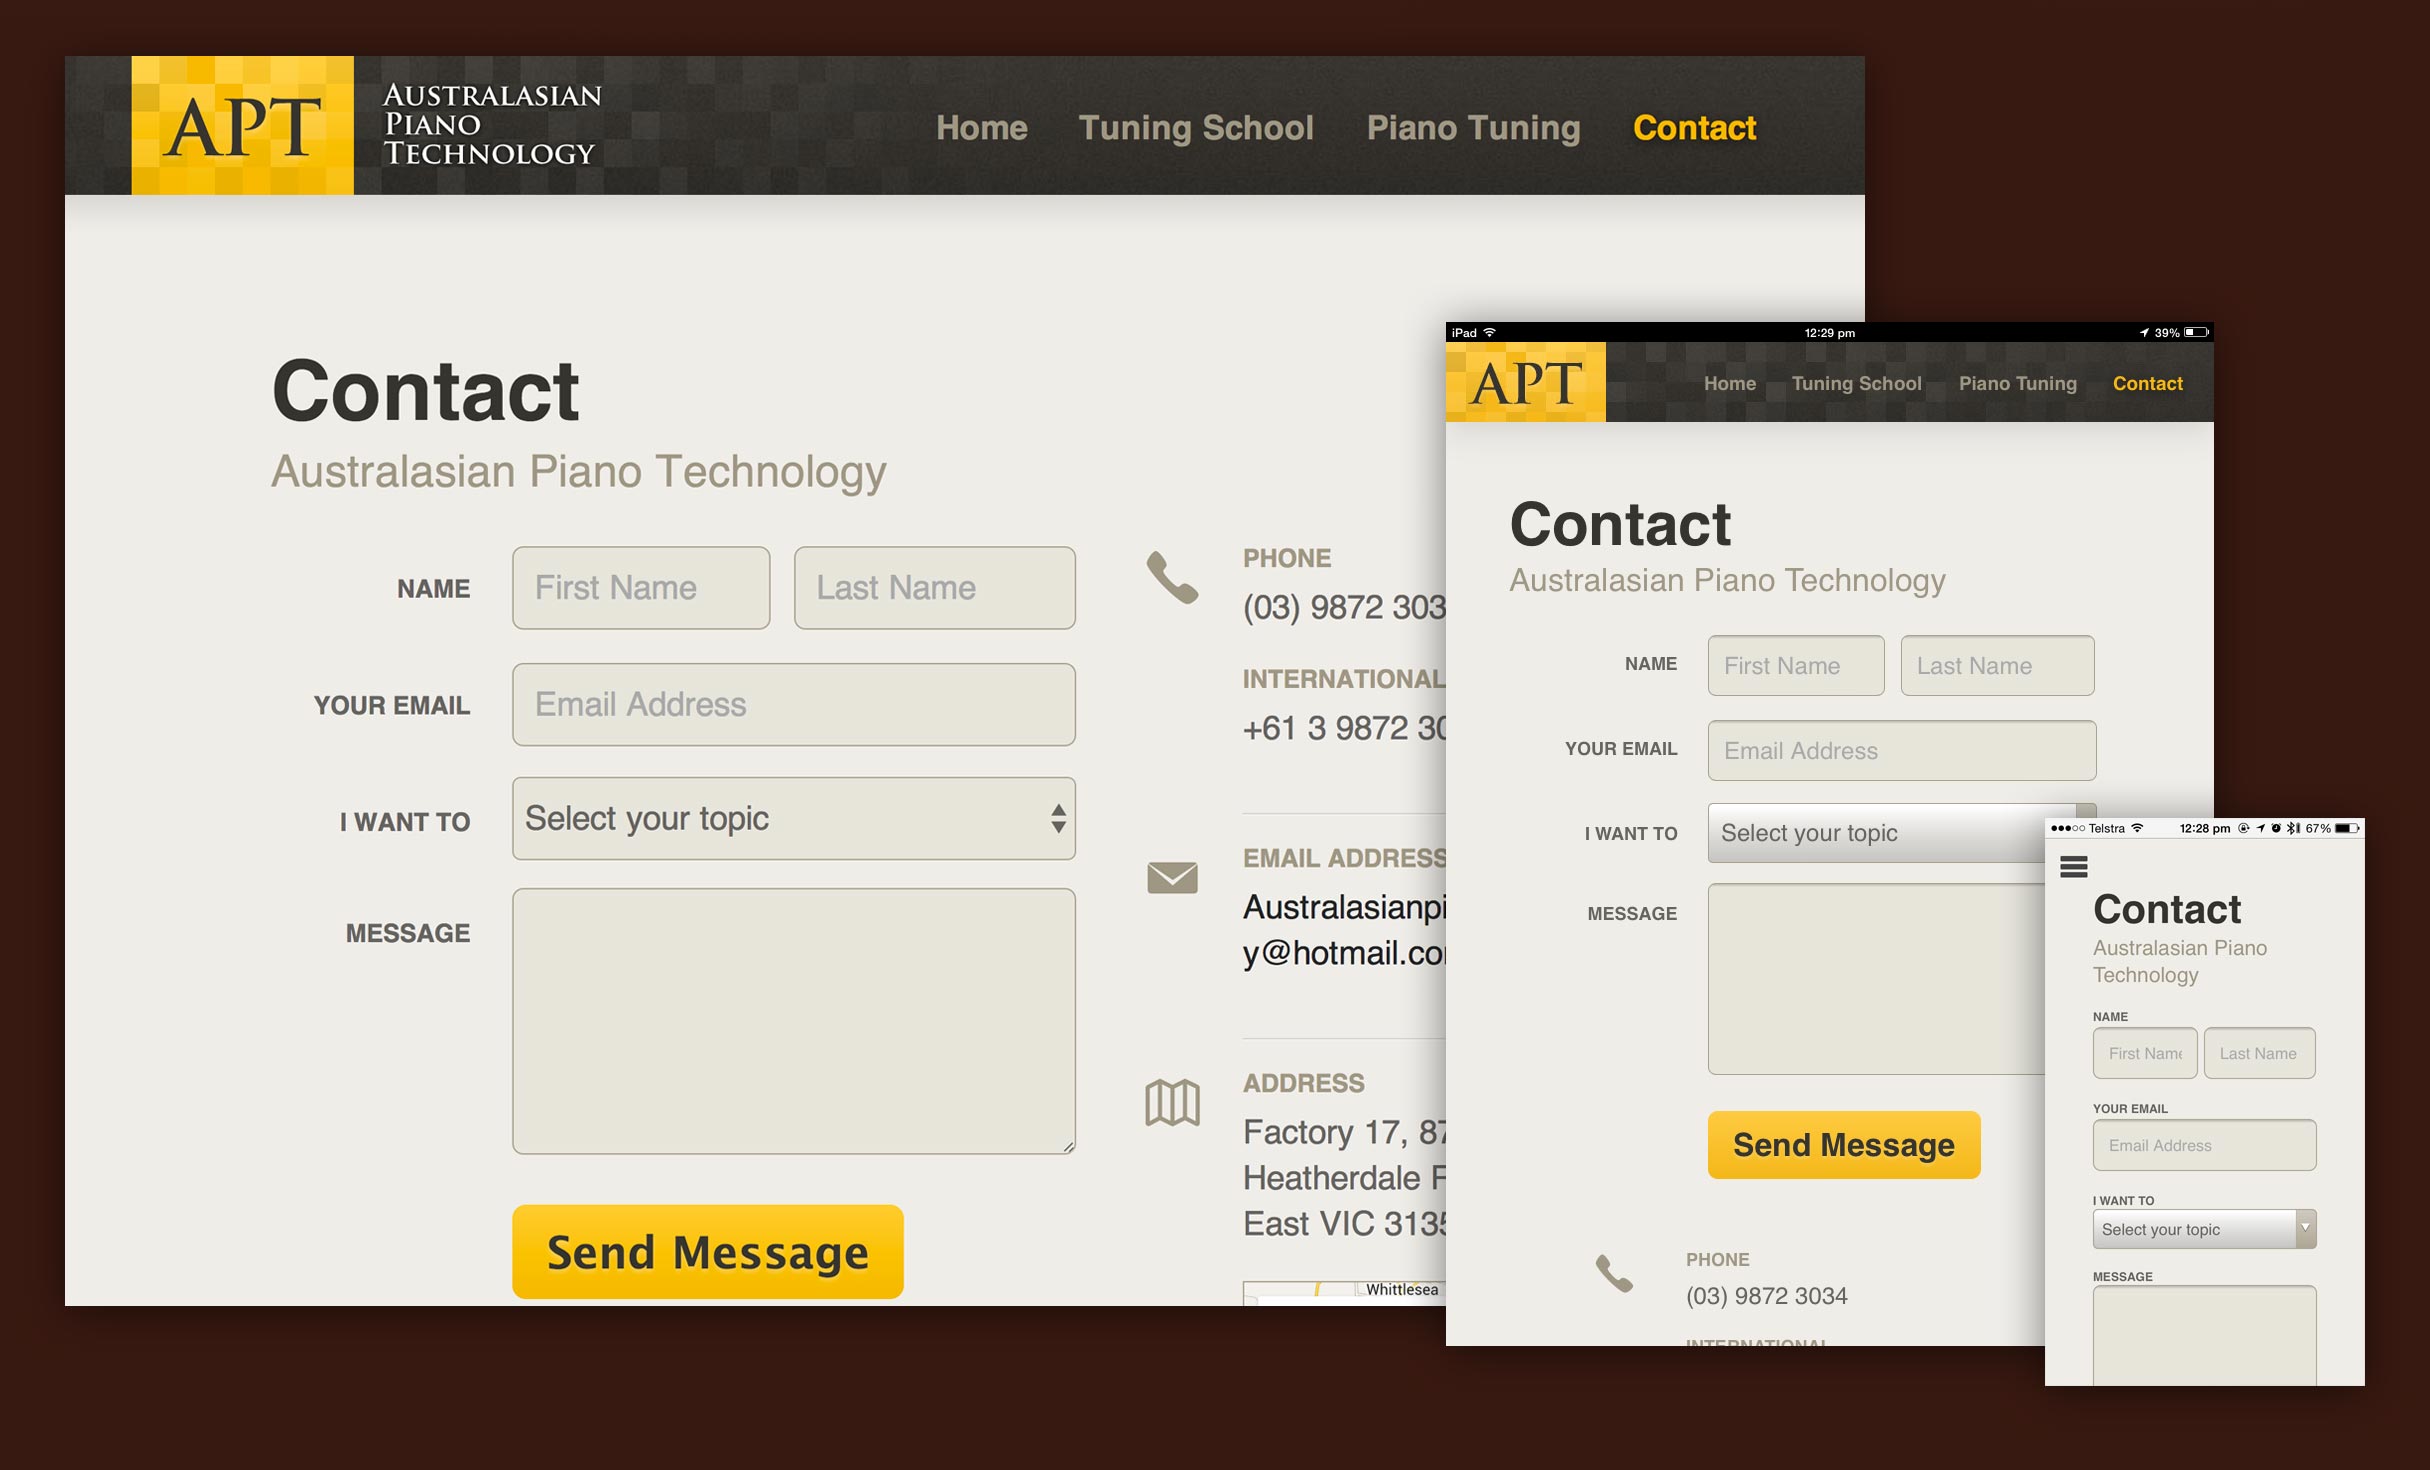 APT
AUSTRALASIAN
PIANO
TECHNOLOGY
Home Tuning School Piano Tuning Contact
Contact
Australasian Piano Technology
NAME First Name Last Name
YOUR EMAIL Email Address
I WANT TO Select your topic
MESSAGE
Send Message
PHONE
(03) 9872 303
INTERNATIONAL
+61 3 9872 30
EMAIL ADDRESS
Australasianpi
y@hotmail.co
ADDRESS
Factory 17, 87
Heatherdale
East VIC 3135
Whittlesea
iPad 12:29 pm 39%
APT
Home Tuning School Piano Tuning Contact
Contact
Australasian Piano Technology
NAME First Name Last Name
YOUR EMAIL Email Address
I WANT TO Select your topic
MESSAGE
Send Message
PHONE
(03) 9872 3034
INTERNATIONAL
Telstra 12:28 pm 67%
Contact
Australasian Piano
Technology
NAME
First Name Last Name
YOUR EMAIL
Email Address
I WANT TO
Select your topic
MESSAGE